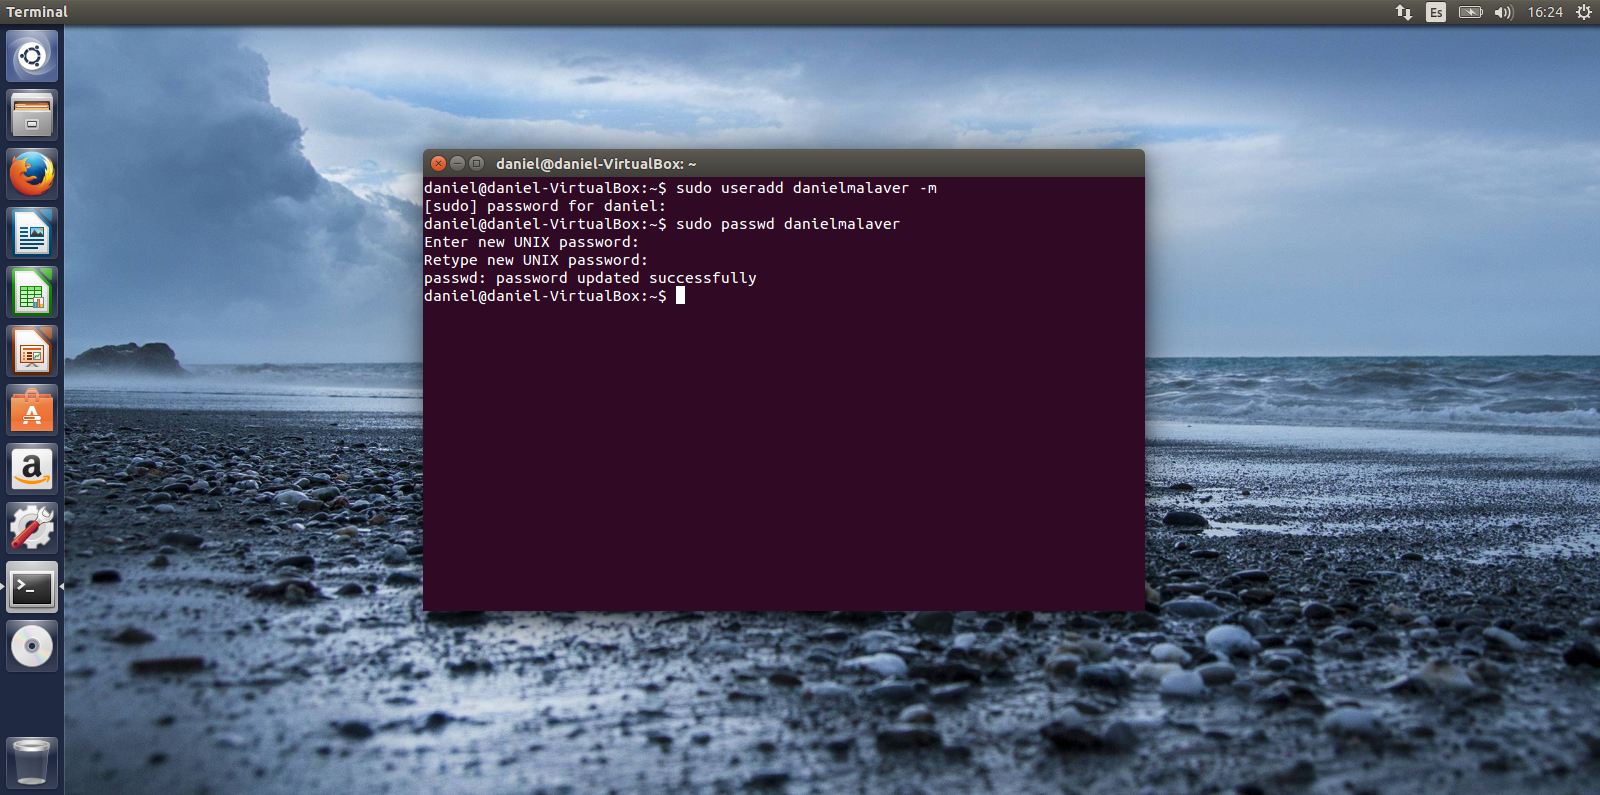 Terminal
Es
16:24
daniel@daniel-VirtualBox: ~
daniel@daniel-VirtualBox:~$ sudo useradd danielmalaver -m
[sudo] password for daniel:
daniel@daniel-VirtualBox:~$ sudo passwd danielmalaver
Enter new UNIX password:
Retype new UNIX password:
passwd: password updated successfully
daniel@daniel-VirtualBox:~$